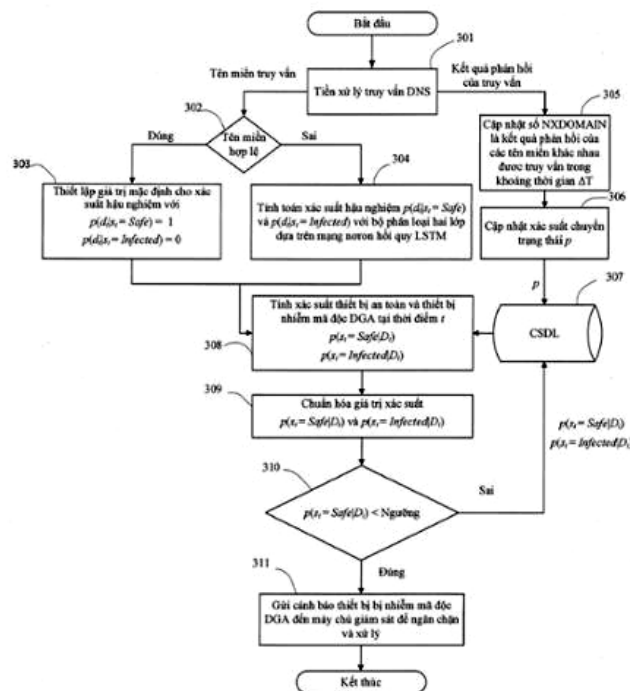 Bắt đầu
301
Tên miền truy vấn
Kết quả phản hồi
của truy vấn
Tiền xử lý truy vấn DNS
302
305
Đúng
Tên miền
hợp lệ
Sai
Cập nhật số NXDOMAIN
là kết quả phản hồi của
các tên miền khác nhau
được truy vấn trong
khoảng thời gian ΔT
303
304
Thiết lập giá trị mặc định cho xác
suất hậu nghiệm với
p(dₜ|sₜ = Safe) = 1
p(dₜ|sₜ = Infected) = 0
Tính toán xác suất hậu nghiệm p(dₜ|sₜ = Safe)
và p(dₜ|sₜ = Infected) với bộ phân loại hai lớp
dựa trên mạng nơron hồi quy LSTM
306
Cập nhật xác suất chuyển
trạng thái p
p
307
CSDL
Tính xác suất thiết bị an toàn và thiết bị
nhiễm mã độc DGA tại thời điểm t
p(sₜ = Safe|Dₜ)
p(sₜ = Infected|Dₜ)
308
309
Chuẩn hóa giá trị xác suất
p(sₜ = Safe|Dₜ) và p(sₜ = Infected|Dₜ)
p(sₜ = Safe|Dₜ)
p(sₜ = Infected|Dₜ)
310
p(sₜ = Safe|Dₜ) < Ngưỡng
Sai
Đúng
311
Gửi cảnh báo thiết bị bị nhiễm mã độc
DGA đến máy chủ giám sát để ngăn chặn
và xử lý
Kết thúc